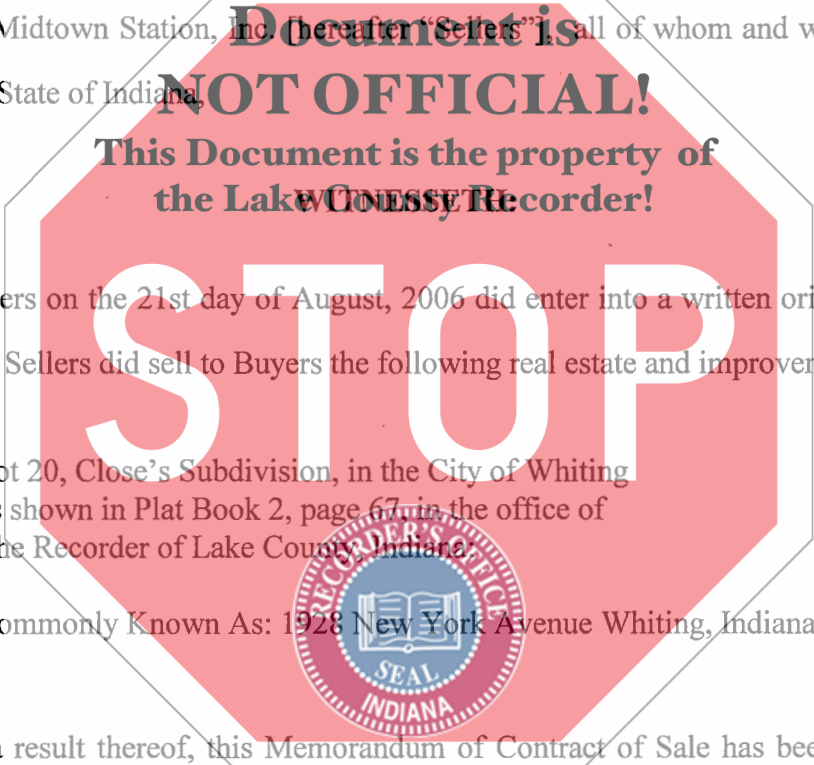 Document is
Midtown Station, Inc. [hereafter “Sellers”], all of whom and w
NOT OFFICIAL!
State of Indiana,
This Document is the property of
the Lake County Recorder!
WITNESSETH:
ers on the 21st day of August, 2006 did enter into a written ori
Sellers did sell to Buyers the following real estate and improvem
STOP
ot 20, Close’s Subdivision, in the City of Whiting
s shown in Plat Book 2, page 67, in the office of
he Recorder of Lake County, Indiana;
RECORDER'S OFFICE
ommonly Known As: 1928 New York Avenue Whiting, Indiana
SEAL
INDIANA
a result thereof, this Memorandum of Contract of Sale has bee